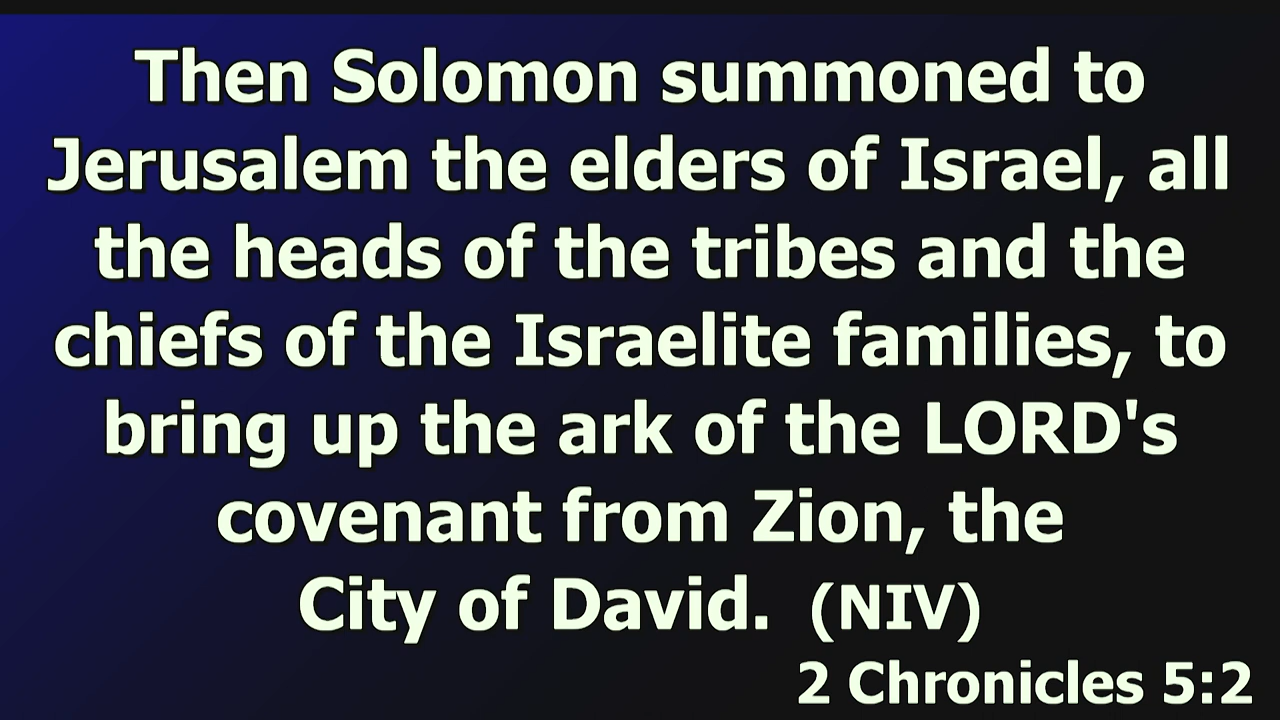 Then Solomon summoned to
Jerusalem the elders of Israel, all
the heads of the tribes and the
chiefs of the Israelite families, to
bring up the ark of the LORD's
covenant from Zion, the
City of David. (NIV)
2 Chronicles 5:2